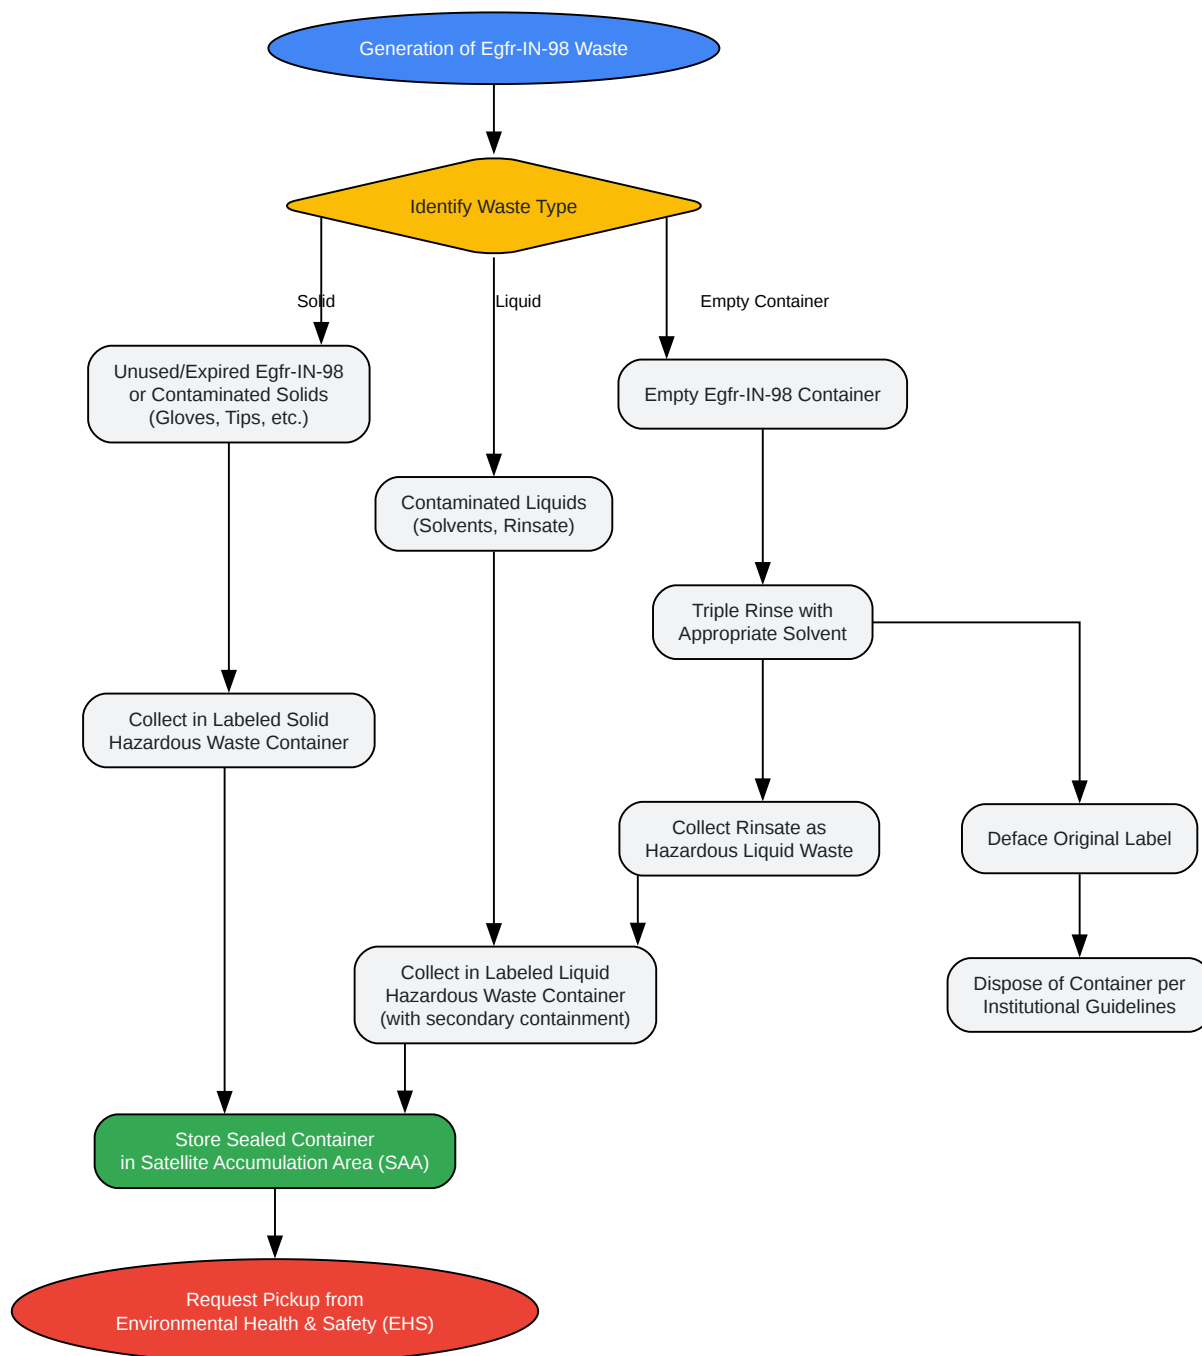 Generation of Egfr-IN-98 Waste
Identify Waste Type
Solid
Liquid
Empty Container
Unused/Expired Egfr-IN-98
or Contaminated Solids
(Gloves, Tips, etc.)
Empty Egfr-IN-98 Container
Contaminated Liquids
(Solvents, Rinsate)
Triple Rinse with
Appropriate Solvent
Collect in Labeled Solid
Hazardous Waste Container
Collect Rinsate as
Hazardous Liquid Waste
Deface Original Label
Collect in Labeled Liquid
Hazardous Waste Container
(with secondary containment)
Dispose of Container per
Institutional Guidelines
Store Sealed Container
in Satellite Accumulation Area (SAA)
Request Pickup from
Environmental Health & Safety (EHS)